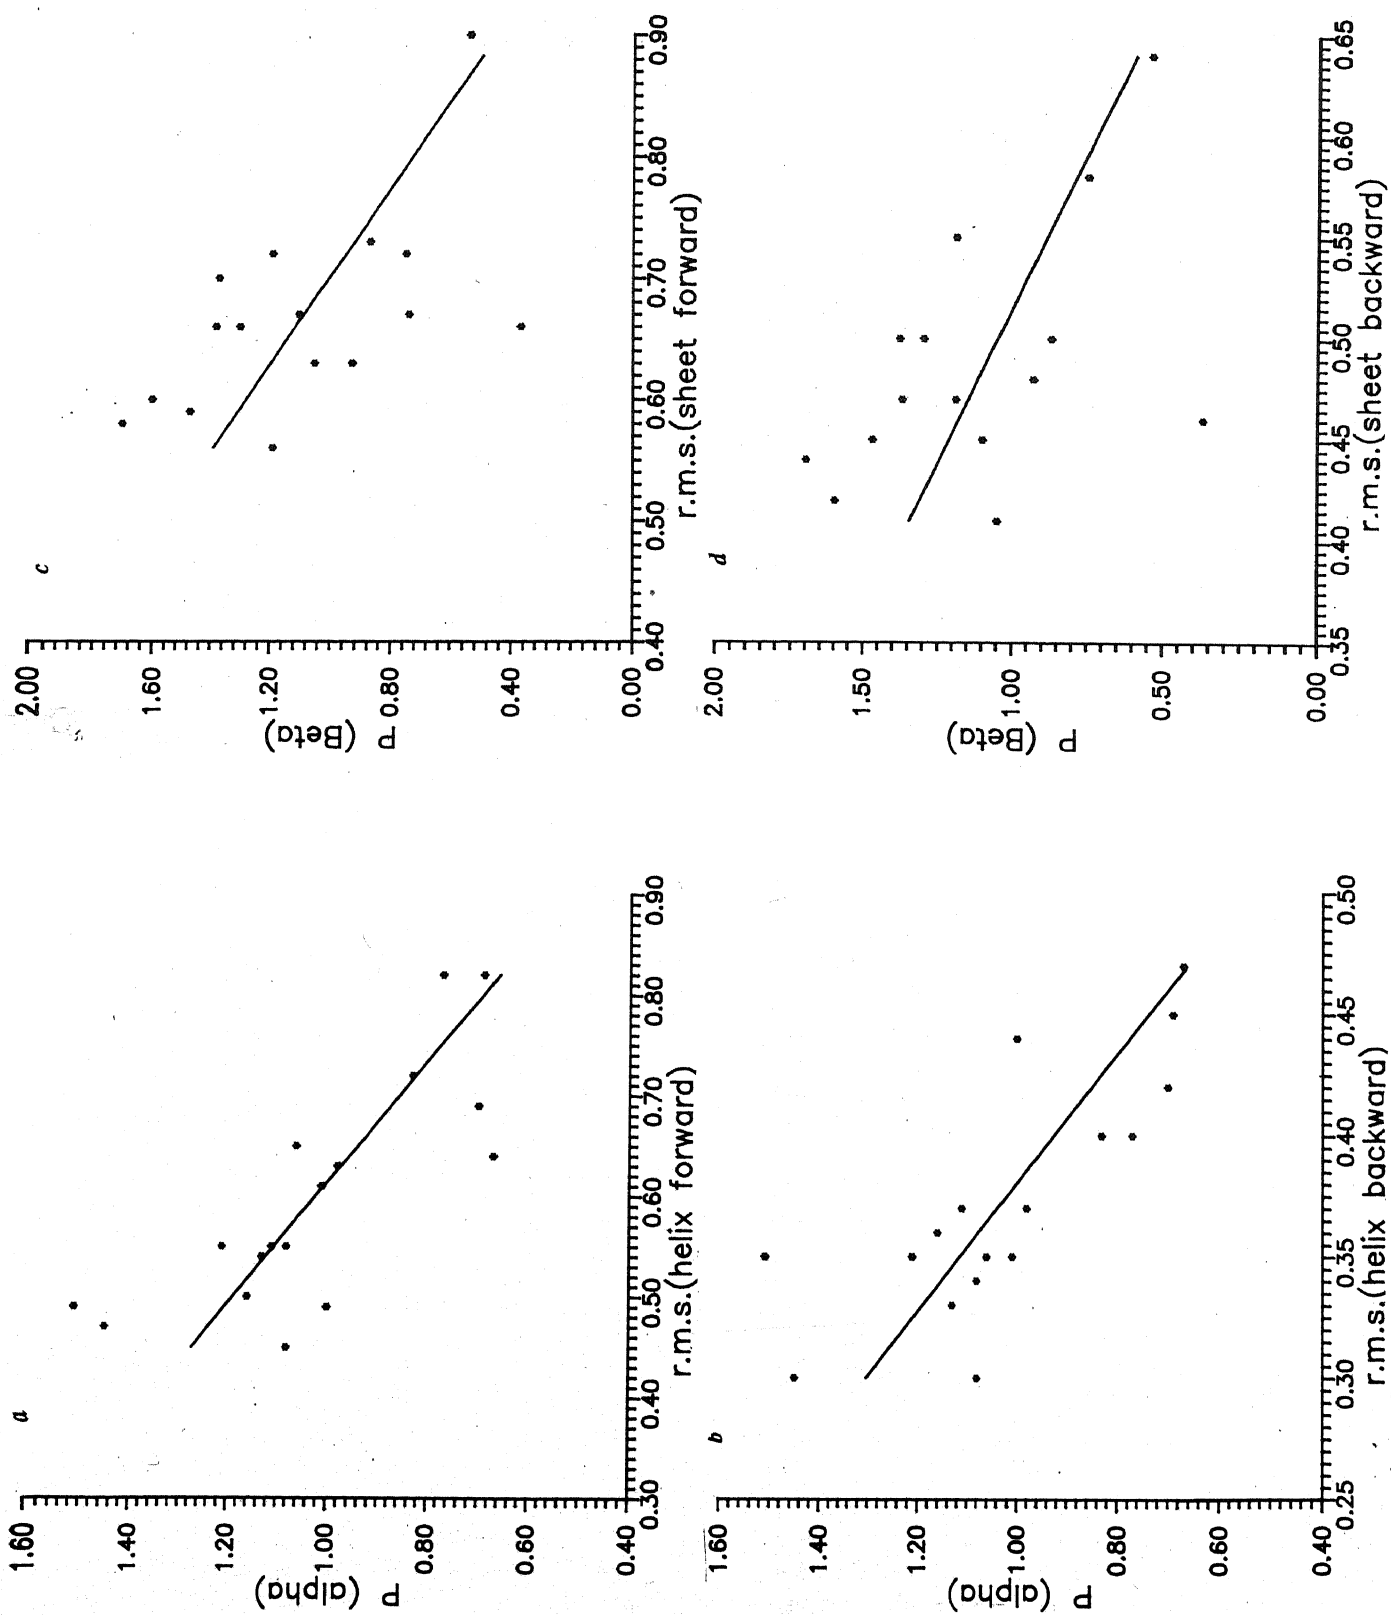 a
1.60
1.40
1.20
1.00
0.80
0.60
0.40
P (alpha)
0.30 0.40 0.50 0.60 0.70 0.80 0.90
r.m.s.(helix forward)
c
2.00
1.60
1.20
0.80
0.40
0.00
P (Beta)
0.40 0.50 0.60 0.70 0.80 0.90
r.m.s.(sheet forward)
b
1.60
1.40
1.20
1.00
0.80
0.60
0.40
P (alpha)
0.25 0.30 0.35 0.40 0.45 0.50
r.m.s.(helix backward)
d
2.00
1.50
1.00
0.50
0.00
P (Beta)
0.35 0.40 0.45 0.50 0.55 0.60 0.65
r.m.s.(sheet backward)